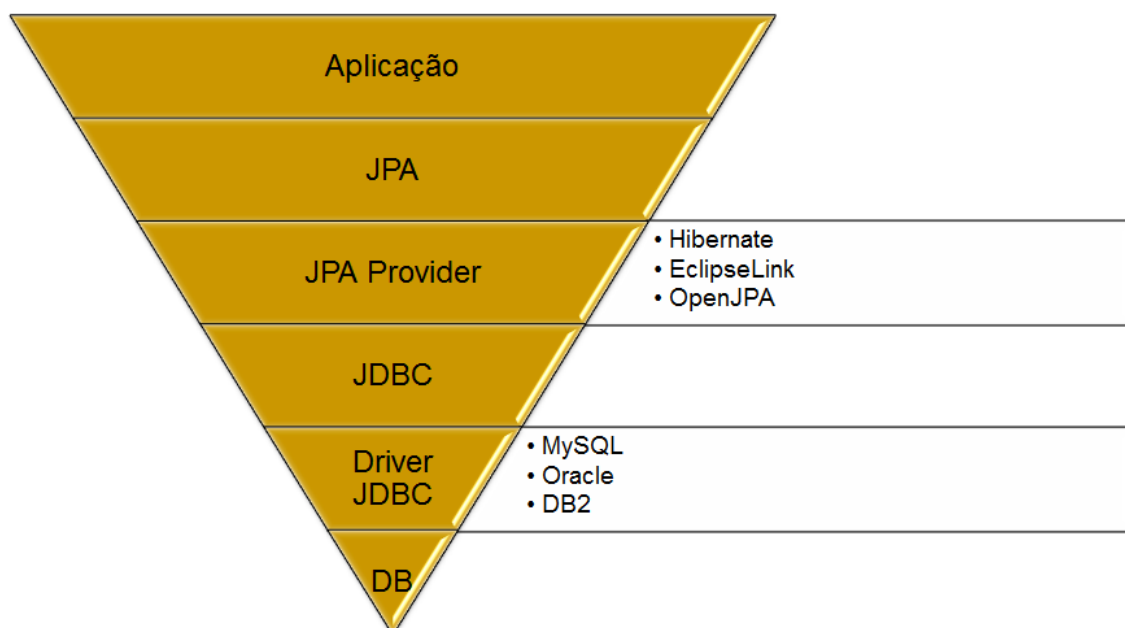 Aplicação
JPA
JPA Provider
• Hibernate
• EclipseLink
• OpenJPA
JDBC
Driver
JDBC
• MySQL
• Oracle
• DB2
DB